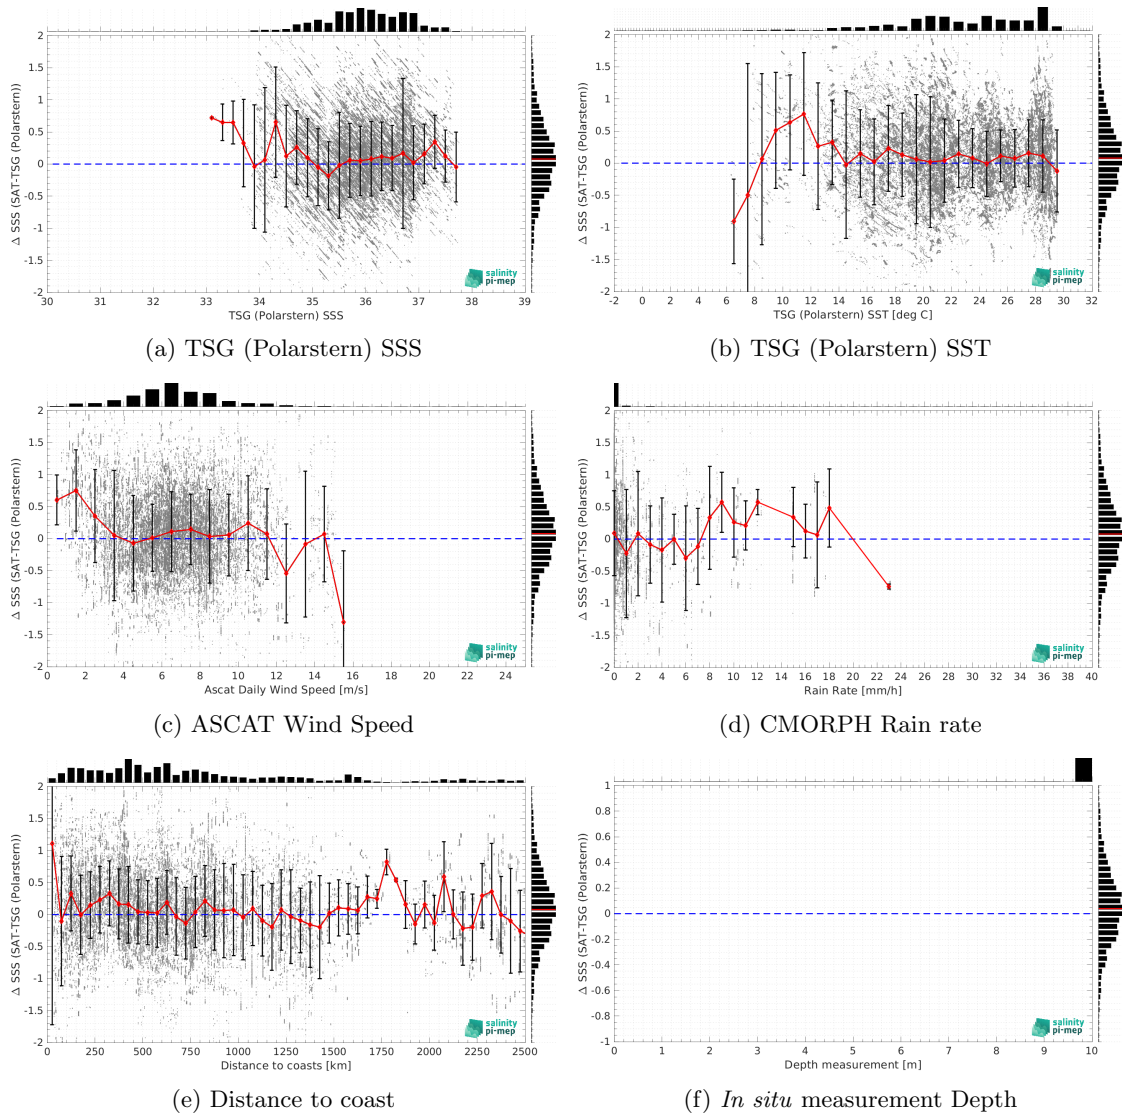 2
1.5
1
0.5
0
-0.5
-1
-1.5
-2
Δ SSS (SAT-TSG (Polarstern))
30 31 32 33 34 35 36 37 38 39
TSG (Polarstern) SSS
salinity
pi-mep
(a) TSG (Polarstern) SSS
2
1.5
1
0.5
0
-0.5
-1
-1.5
-2
Δ SSS (SAT-TSG (Polarstern))
-2 0 2 4 6 8 10 12 14 16 18 20 22 24 26 28 30 32
TSG (Polarstern) SST [deg C]
salinity
pi-mep
(b) TSG (Polarstern) SST
2
1.5
1
0.5
0
-0.5
-1
-1.5
-2
Δ SSS (SAT-TSG (Polarstern))
0 2 4 6 8 10 12 14 16 18 20 22 24
Ascat Daily Wind Speed [m/s]
salinity
pi-mep
(c) ASCAT Wind Speed
2
1.5
1
0.5
0
-0.5
-1
-1.5
-2
Δ SSS (SAT-TSG (Polarstern))
0 2 4 6 8 10 12 14 16 18 20 22 24 26 28 30 32 34 36 38 40
Rain Rate [mm/h]
salinity
pi-mep
(d) CMORPH Rain rate
2
1.5
1
0.5
0
-0.5
-1
-1.5
-2
Δ SSS (SAT-TSG (Polarstern))
0 250 500 750 1000 1250 1500 1750 2000 2250 2500
Distance to coasts [km]
salinity
pi-mep
(e) Distance to coast
1
0.8
0.6
0.4
0.2
0
-0.2
-0.4
-0.6
-0.8
-1
Δ SSS (SAT-TSG (Polarstern))
0 1 2 3 4 5 6 7 8 9 10
Depth measurement [m]
salinity
pi-mep
(f) In situ measurement Depth